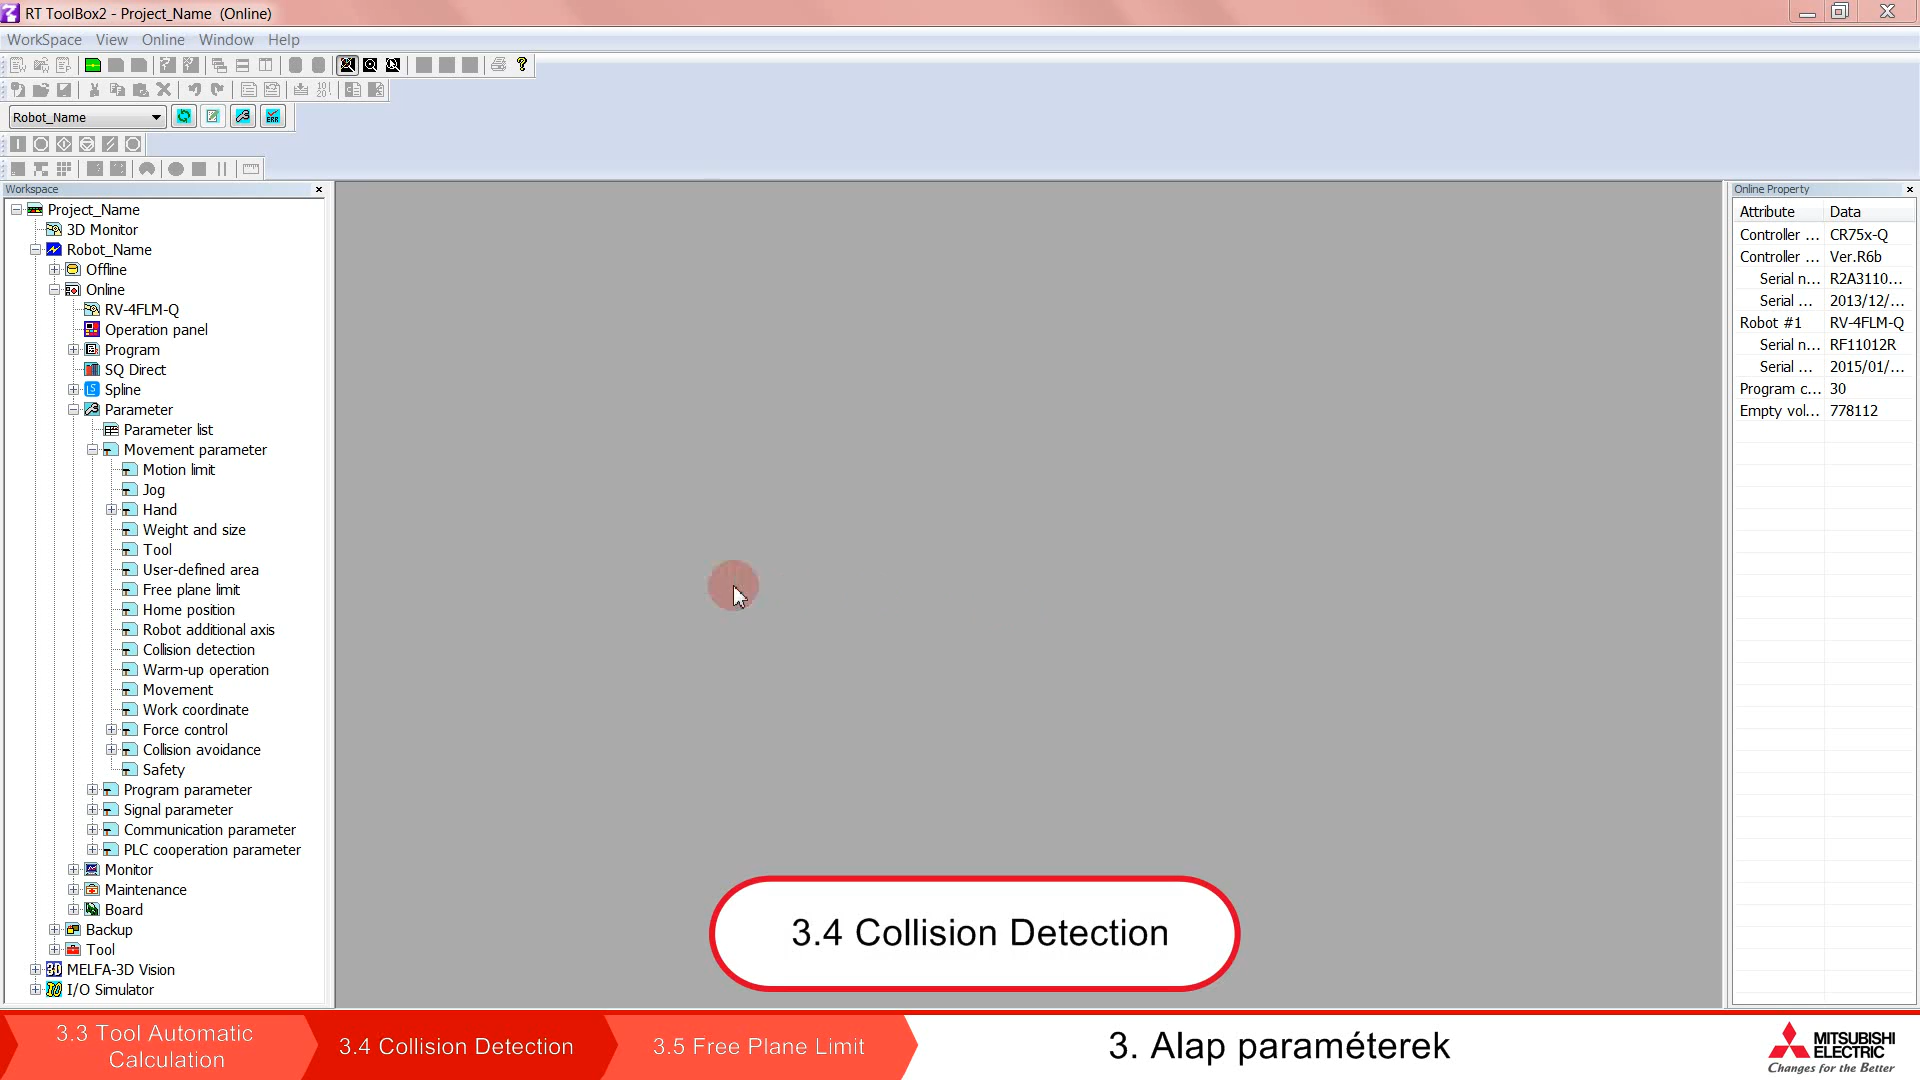 RT ToolBox2 - Project_Name (Online)
WorkSpace View Online Window Help
Robot_Name
Workspace
Project_Name
3D Monitor
Robot_Name
Offline
Online
RV-4FLM-Q
Operation panel
Program
SQ Direct
Spline
Parameter
Parameter list
Movement parameter
Motion limit
Jog
Hand
Weight and size
Tool
User-defined area
Free plane limit
Home position
Robot additional axis
Collision detection
Warm-up operation
Movement
Work coordinate
Force control
Collision avoidance
Safety
Program parameter
Signal parameter
Communication parameter
PLC cooperation parameter
Monitor
Maintenance
Board
Backup
Tool
MELFA-3D Vision
I/O Simulator
Online Property
Attribute Data
Controller ... CR75x-Q
Controller ... Ver.R6b
Serial n... R2A3110...
Serial ... 2013/12/...
Robot #1 RV-4FLM-Q
Serial n... RF11012R
Serial ... 2015/01/...
Program c... 30
Empty vol... 778112
3.4 Collision Detection
3.3 Tool Automatic
Calculation
3.4 Collision Detection
3.5 Free Plane Limit
3. Alap paraméterek
MITSUBISHI
ELECTRIC
Changes for the Better